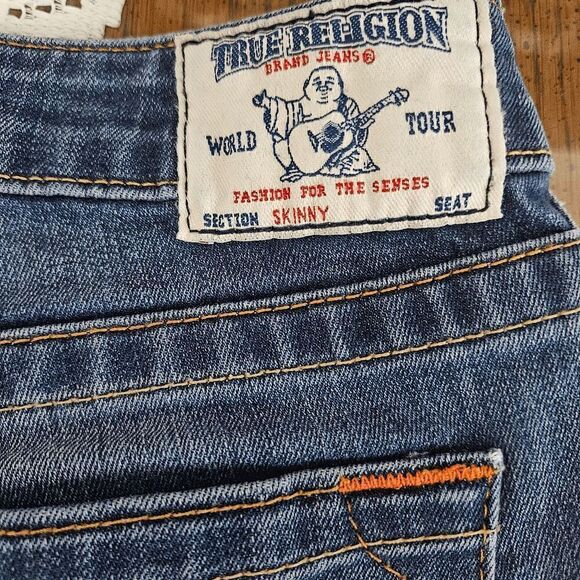 TRUE RELIGION
BRAND JEANS®
WORLD TOUR
FASHION FOR THE SENSES
SECTION SKINNY SEAT